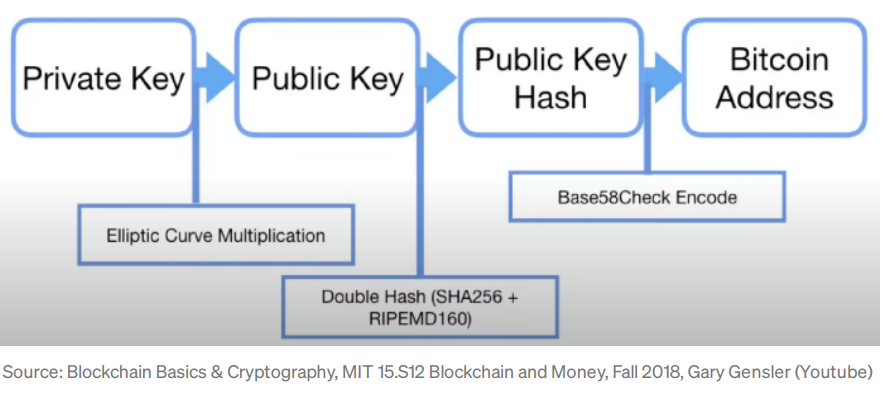 Private Key
Public Key
Public Key
Hash
Bitcoin
Address
Base58Check Encode
Elliptic Curve Multiplication
Double Hash (SHA256 +
RIPEMD160)
Source: Blockchain Basics & Cryptography, MIT 15.S12 Blockchain and Money, Fall 2018, Gary Gensler (Youtube)